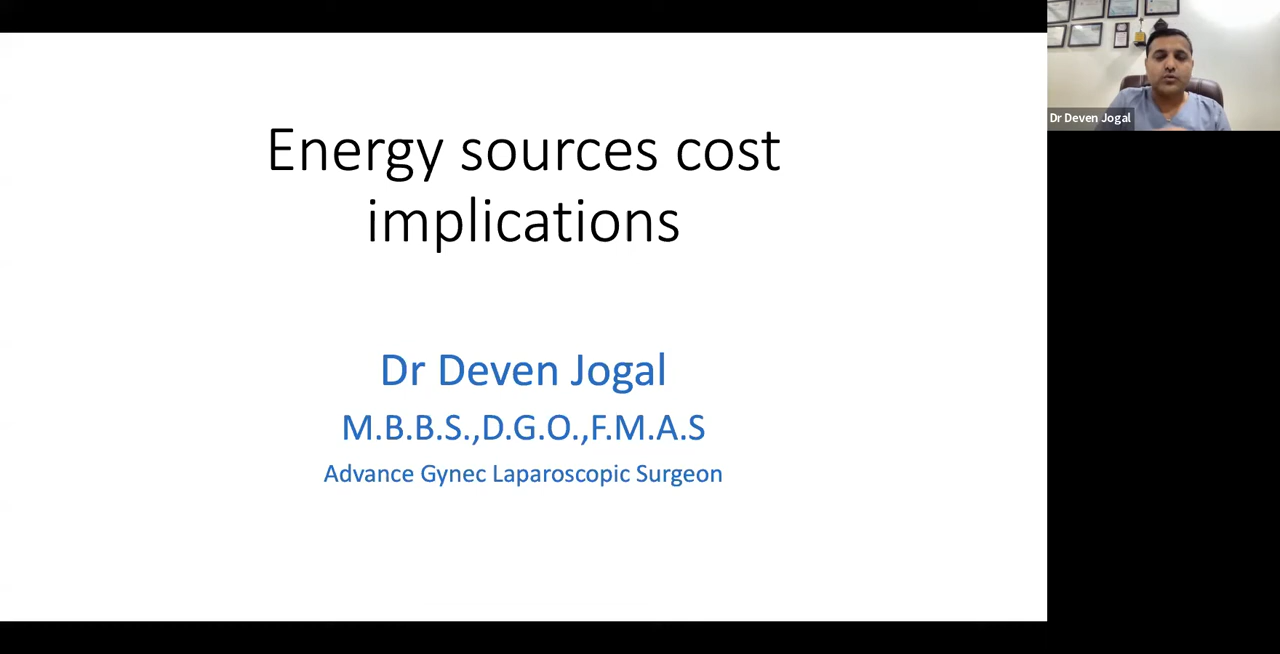 Energy sources cost
implications
Dr Deven Jogal
M.B.B.S.,D.G.O.,F.M.A.S
Advance Gynec Laparoscopic Surgeon
Dr Deven Jogal